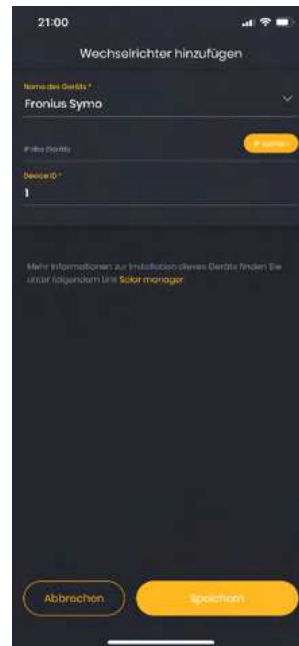 21:00
Wechselrichter hinzufügen
Name des Geräts *
Fronius Symo
IP des Geräts
IP suchen
Device ID *
1
Mehr Informationen zur Installation dieses Geräts finden Sie
unter folgendem Link Solar manager
Abbrechen
Speichern